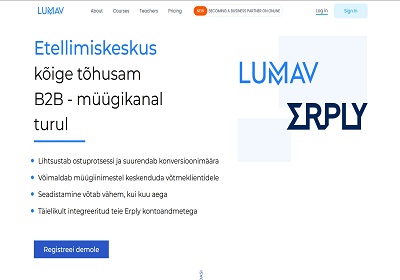 LUMAV About Courses Teachers Pricing NEW BECOMING A BUSINESS PARTNER ON ONLINE Log in Sign in
Etellimiskeskus
kõige tõhusam
B2B - müügikanal
turul
LUMAV
ERPLY
Lihtsustab ostuprotsessi ja suurendab konversioonimäära
Võimaldab müügiinimestel keskenduda võtmeklientidele
Seadistamine võtab vähem, kui kuu aega
Täielikult integreeritud teie Erply kontoandmetega
Registreei demole